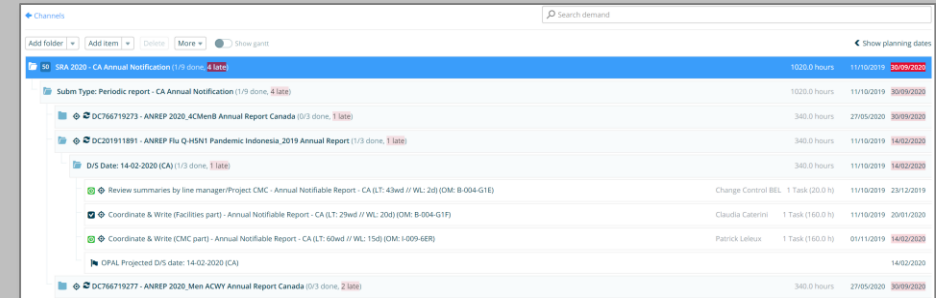 Channels
Search demand
Add folder Add item Delete More Show gantt Show planning dates
50 SRA 2020 - CA Annual Notification (1/9 done, 4 late) 1020.0 hours 11/10/2019 30/09/2020
Subm Type: Periodic report - CA Annual Notification (1/9 done, 4 late) 1020.0 hours 11/10/2019 30/09/2020
DC766719273 - ANREP 2020_4CMenB Annual Report Canada (0/3 done, 1 late) 340.0 hours 27/05/2020 30/09/2020
DC201911891 - ANREP Flu Q-H5N1 Pandemic Indonesia_2019 Annual Report (1/3 done, 1 late) 340.0 hours 11/10/2019 14/02/2020
D/S Date: 14-02-2020 (CA) (1/3 done, 1 late) 340.0 hours 11/10/2019 14/02/2020
Review summaries by line manager/Project CMC - Annual Notifiable Report - CA (LT: 43wd // WL: 2d) (OM: B-004-G1E) Change Control BEL 1 Task (20.0 h) 11/10/2019 23/12/2019
Coordinate & Write (Facilities part) - Annual Notifiable Report - CA (LT: 29wd // WL: 20d) (OM: B-004-G1F) Claudia Caterini 1 Task (160.0 h) 11/10/2019 20/01/2020
Coordinate & Write (CMC part) - Annual Notifiable Report - CA (LT: 60wd // WL: 15d) (OM: I-009-6ER) Patrick Leleux 1 Task (160.0 h) 01/11/2019 14/02/2020
OPAL Projected D/S date: 14-02-2020 (CA) 14/02/2020
DC766719277 - ANREP 2020_Men ACWY Annual Report Canada (0/3 done, 2 late) 340.0 hours 27/05/2020 30/09/2020